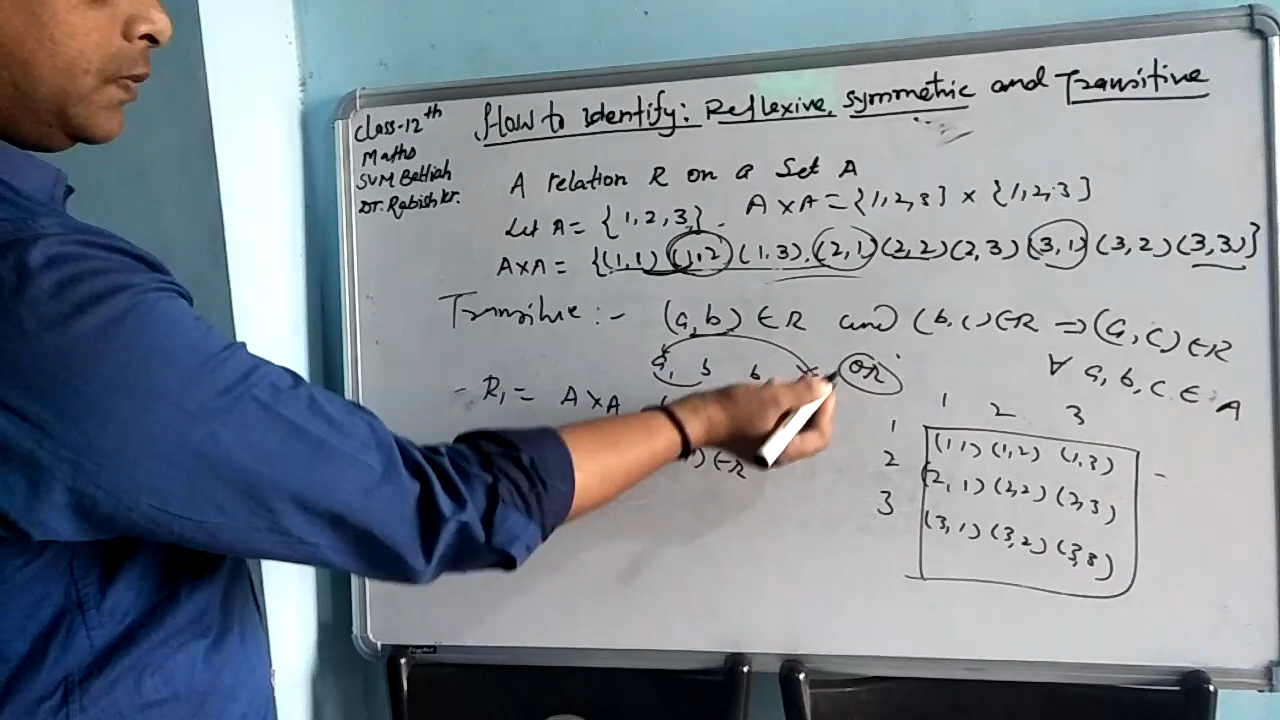 Class-12th
Maths
SVM Bettiah
Dr. Rabish kr.
How to identify: Reflexive, symmetric and Transitive
A relation R on a Set A
Let A = {1,2,3}. A×A = {1,2,3} × {1,2,3}
A×A = {(1,1) (1,2) (1,3), (2,1) (2,2) (2,3) (3,1) (3,2) (3,3)}
Transitive :- (a,b) ∈ R and (b,c) ∈ R ⇒ (a,c) ∈ R
∀ a, b, c ∈ A
a, b b
OR
- R₁ = A×A
) ∈ R
1 2 3
1 (1,1) (1,2) (1,3)
2 (2,1) (2,2) (2,3)
3 (3,1) (3,2) (3,3)